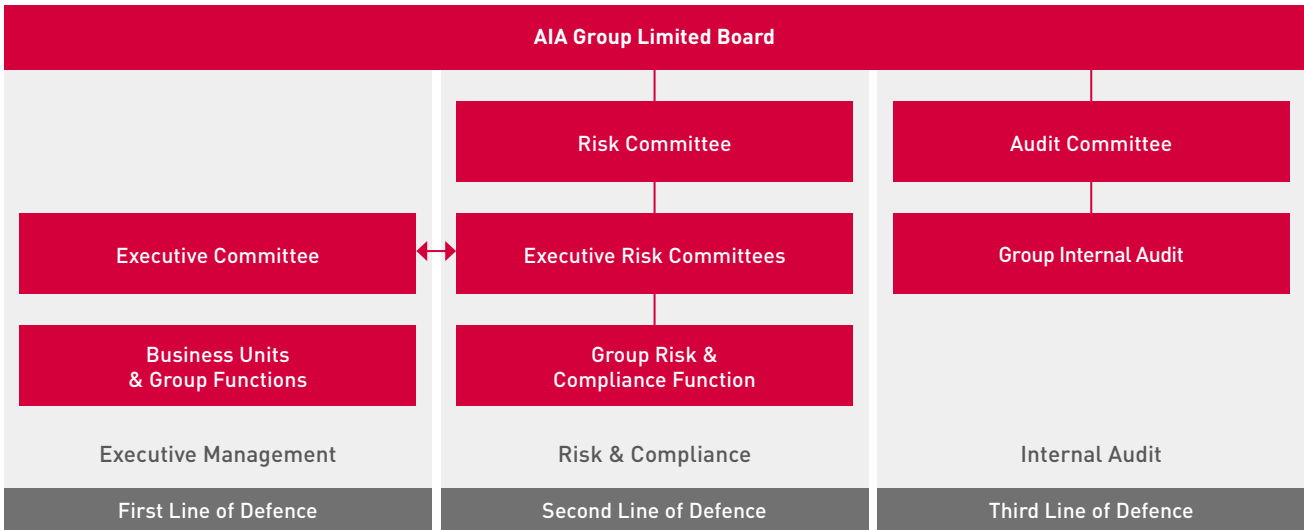 AIA Group Limited Board
Risk Committee
Audit Committee
Executive Committee
Executive Risk Committees
Group Internal Audit
Business Units
& Group Functions
Group Risk &
Compliance Function
Executive Management
Risk & Compliance
Internal Audit
First Line of Defence
Second Line of Defence
Third Line of Defence